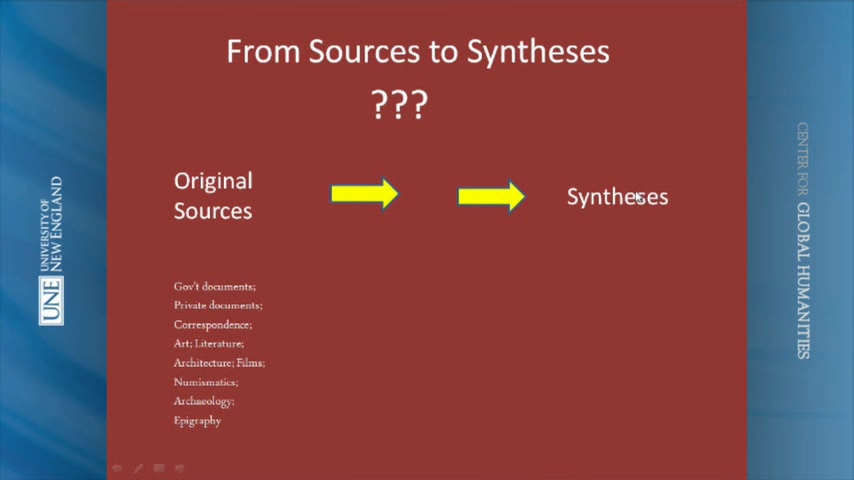 From Sources to Syntheses
???
Original
Sources
Syntheses
Gov't documents;
Private documents;
Correspondence;
Art; Literature;
Architecture; Films;
Numismatics;
Archaeology;
Epigraphy
UNE UNIVERSITY OF
NEW ENGLAND
CENTER FOR GLOBAL HUMANITIES